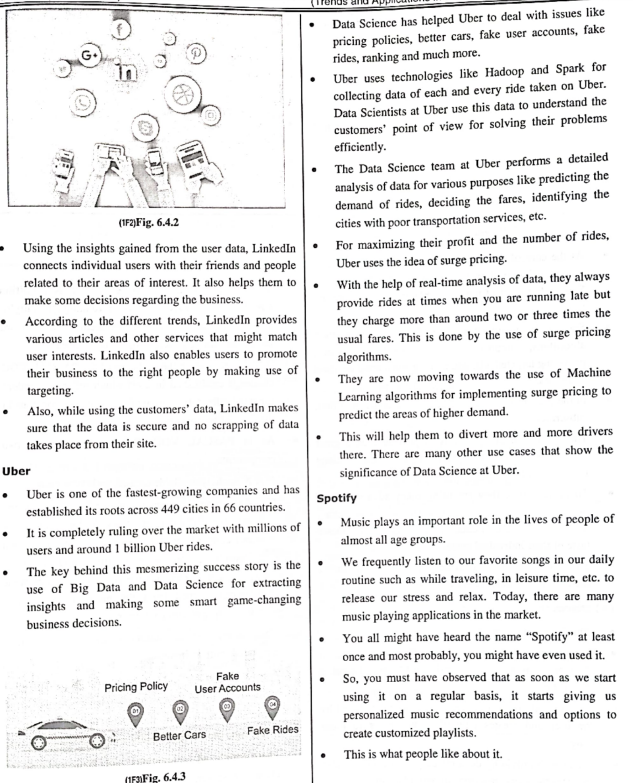 (Trends and Applications
f
G+
in
(1F2)Fig. 6.4.2
• Using the insights gained from the user data, LinkedIn
connects individual users with their friends and people
related to their areas of interest. It also helps them to
make some decisions regarding the business.
• According to the different trends, LinkedIn provides
various articles and other services that might match
user interests. LinkedIn also enables users to promote
their business to the right people by making use of
targeting.
• Also, while using the customers' data, LinkedIn makes
sure that the data is secure and no scrapping of data
takes place from their site.
Uber
• Uber is one of the fastest-growing companies and has
established its roots across 449 cities in 66 countries.
• It is completely ruling over the market with millions of
users and around 1 billion Uber rides.
• The key behind this mesmerizing success story is the
use of Big Data and Data Science for extracting
insights and making some smart game-changing
business decisions.
Pricing Policy
Fake
User Accounts
01
02
03
04
Better Cars
Fake Rides
(1F3)Fig. 6.4.3
• Data Science has helped Uber to deal with issues like
pricing policies, better cars, fake user accounts, fake
rides, ranking and much more.
• Uber uses technologies like Hadoop and Spark for
collecting data of each and every ride taken on Uber.
Data Scientists at Uber use this data to understand the
customers' point of view for solving their problems
efficiently.
• The Data Science team at Uber performs a detailed
analysis of data for various purposes like predicting the
demand of rides, deciding the fares, identifying the
cities with poor transportation services, etc.
• For maximizing their profit and the number of rides,
Uber uses the idea of surge pricing.
• With the help of real-time analysis of data, they always
provide rides at times when you are running late but
they charge more than around two or three times the
usual fares. This is done by the use of surge pricing
algorithms.
• They are now moving towards the use of Machine
Learning algorithms for implementing surge pricing to
predict the areas of higher demand.
• This will help them to divert more and more drivers
there. There are many other use cases that show the
significance of Data Science at Uber.
Spotify
• Music plays an important role in the lives of people of
almost all age groups.
• We frequently listen to our favorite songs in our daily
routine such as while traveling, in leisure time, etc. to
release our stress and relax. Today, there are many
music playing applications in the market.
• You all might have heard the name "Spotify" at least
once and most probably, you might have even used it.
• So, you must have observed that as soon as we start
using it on a regular basis, it starts giving us
personalized music recommendations and options to
create customized playlists.
• This is what people like about it.